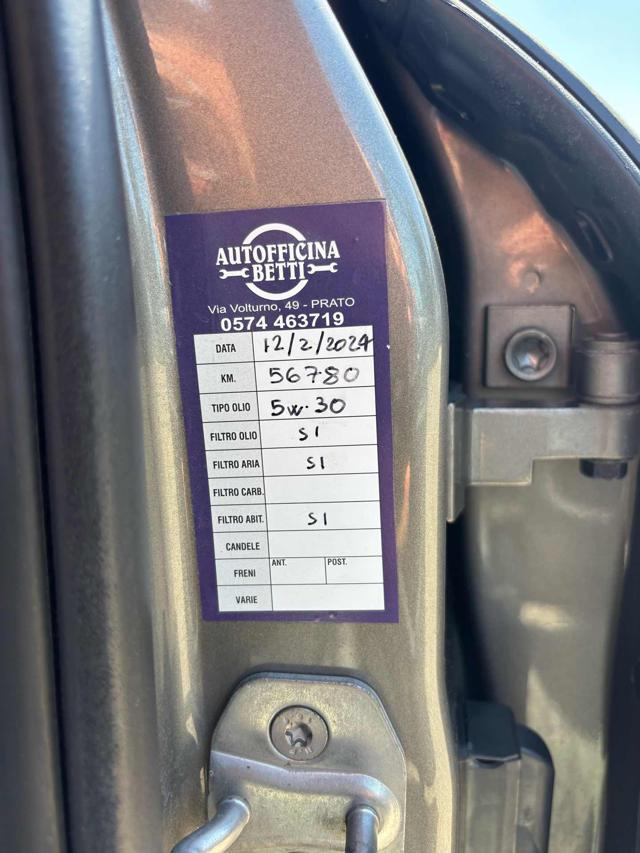 AUTOFFICINA
BETTI
Via Volturno, 49 - PRATO
0574 463719
DATA 12/2/2024
KM. 56780
TIPO OLIO 5w-30
FILTRO OLIO SI
FILTRO ARIA SI
FILTRO CARB.
FILTRO ABIT. SI
CANDELE
FRENI ANT. POST.
VARIE